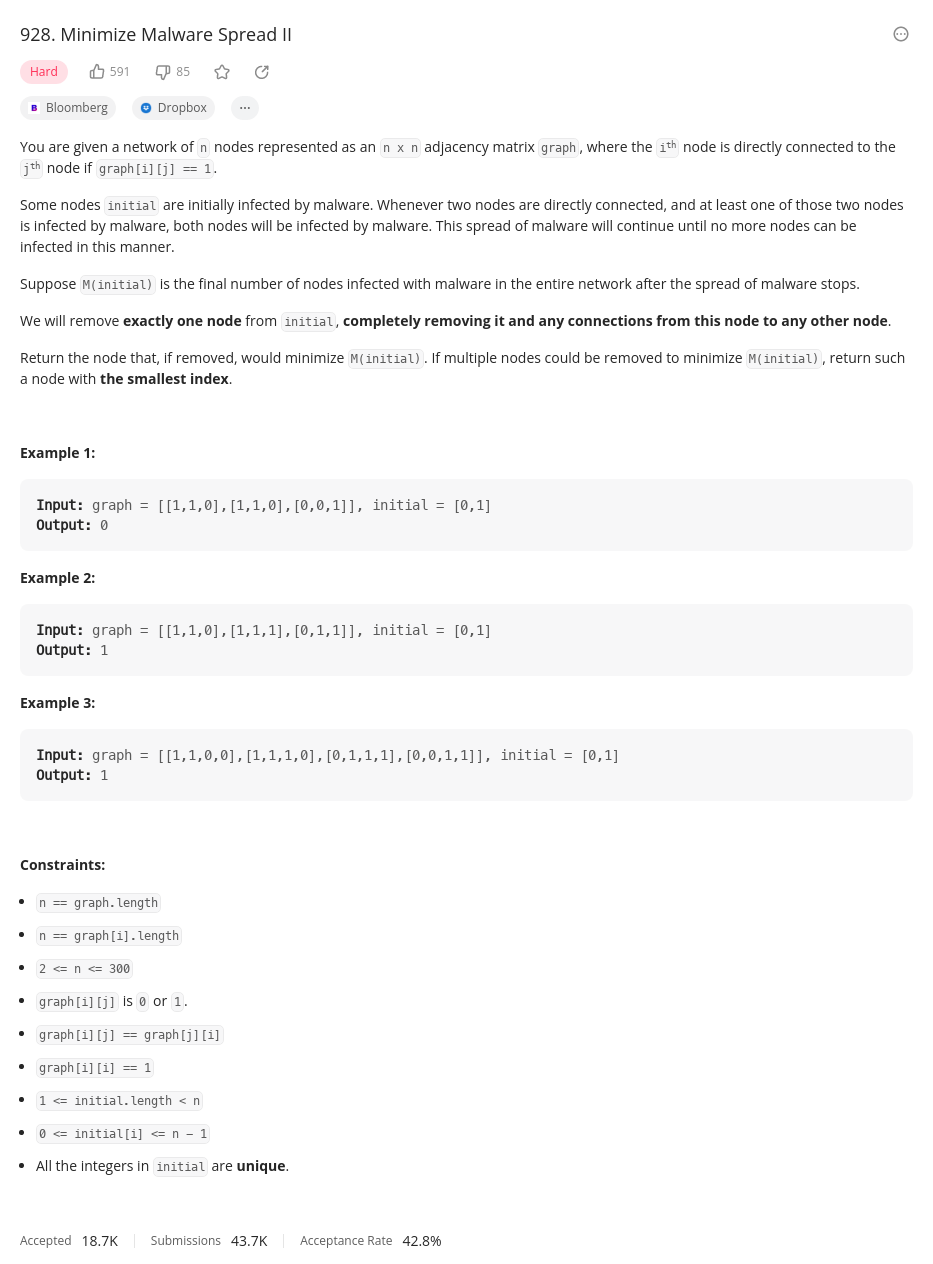 928. Minimize Malware Spread II
Hard 591 85
B Bloomberg Dropbox ...
You are given a network of n nodes represented as an n x n adjacency matrix graph, where the ith node is directly connected to the
jth node if graph[i][j] == 1.
Some nodes initial are initially infected by malware. Whenever two nodes are directly connected, and at least one of those two nodes
is infected by malware, both nodes will be infected by malware. This spread of malware will continue until no more nodes can be
infected in this manner.
Suppose M(initial) is the final number of nodes infected with malware in the entire network after the spread of malware stops.
We will remove exactly one node from initial, completely removing it and any connections from this node to any other node.
Return the node that, if removed, would minimize M(initial). If multiple nodes could be removed to minimize M(initial), return such
a node with the smallest index.
Example 1:
Input: graph = [[1,1,0],[1,1,0],[0,0,1]], initial = [0,1]
Output: 0
Example 2:
Input: graph = [[1,1,0],[1,1,1],[0,1,1]], initial = [0,1]
Output: 1
Example 3:
Input: graph = [[1,1,0,0],[1,1,1,0],[0,1,1,1],[0,0,1,1]], initial = [0,1]
Output: 1
Constraints:
• n == graph.length
• n == graph[i].length
• 2 <= n <= 300
• graph[i][j] is 0 or 1.
• graph[i][j] == graph[j][i]
• graph[i][i] == 1
• 1 <= initial.length < n
• 0 <= initial[i] <= n - 1
• All the integers in initial are unique.
Accepted 18.7K Submissions 43.7K Acceptance Rate 42.8%